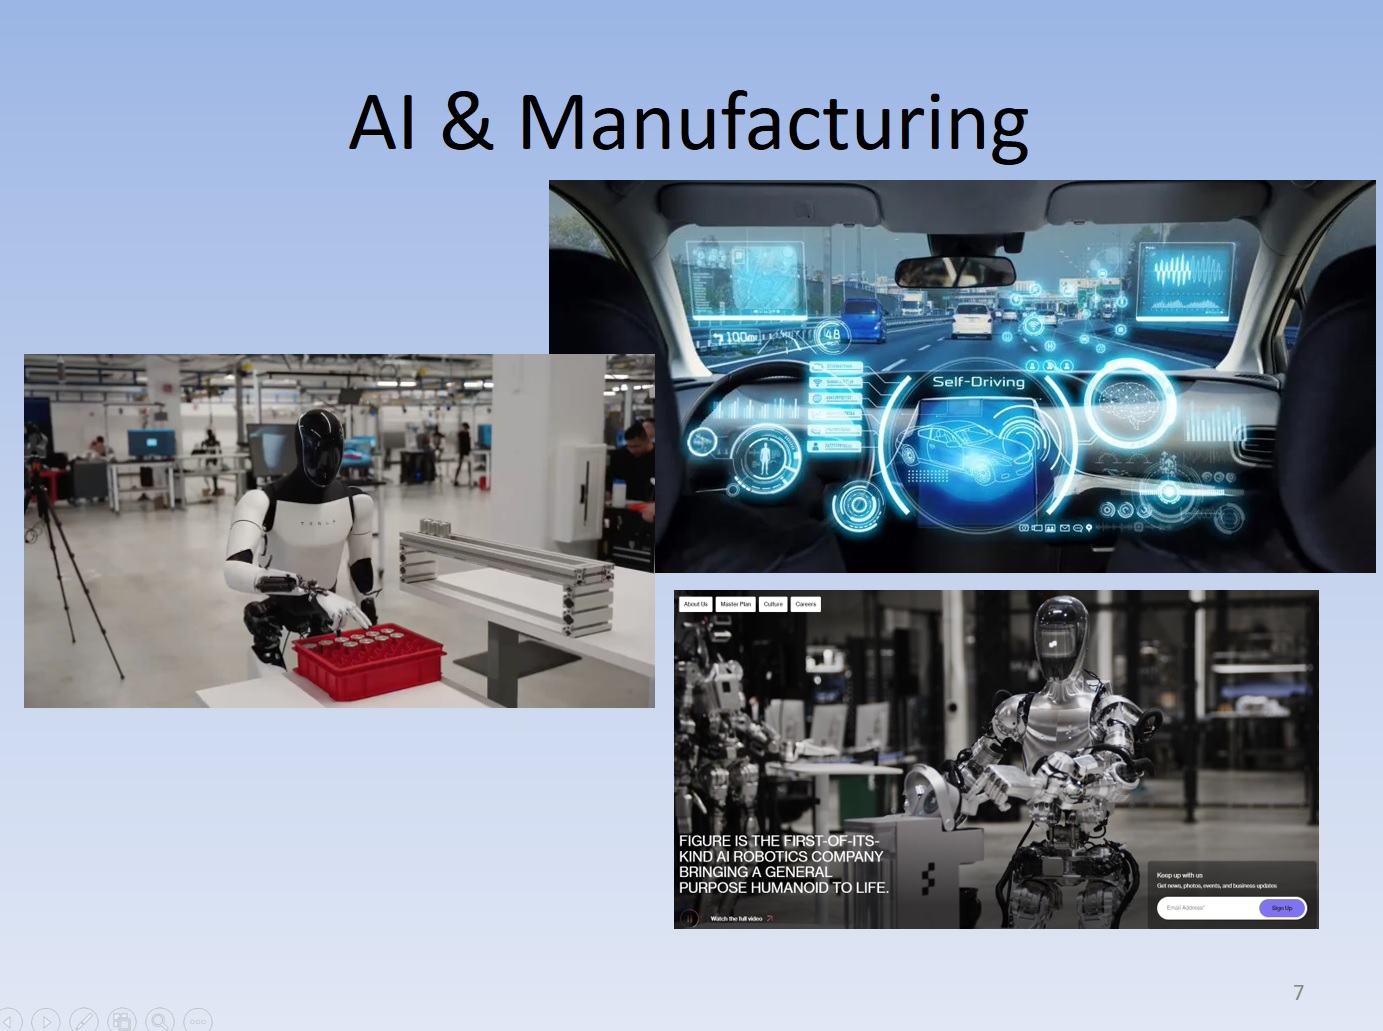 AI & Manufacturing
100m
48
Self-Driving
TESLA
About Us
Master Plan
Culture
Careers
FIGURE IS THE FIRST-OF-ITS-
KIND AI ROBOTICS COMPANY
BRINGING A GENERAL
PURPOSE HUMANOID TO LIFE.
Watch the full video
Keep up with us
Get news, photos, events, and business updates
Email Address*
Sign Up
7